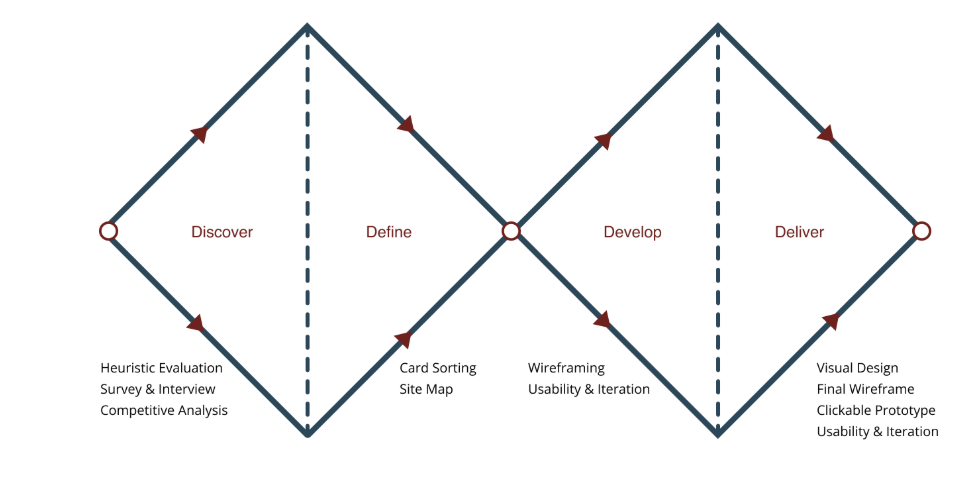 Discover
Define
Develop
Deliver
Heuristic Evaluation
Survey & Interview
Competitive Analysis
Card Sorting
Site Map
Wireframing
Usability & Iteration
Visual Design
Final Wireframe
Clickable Prototype
Usability & Iteration